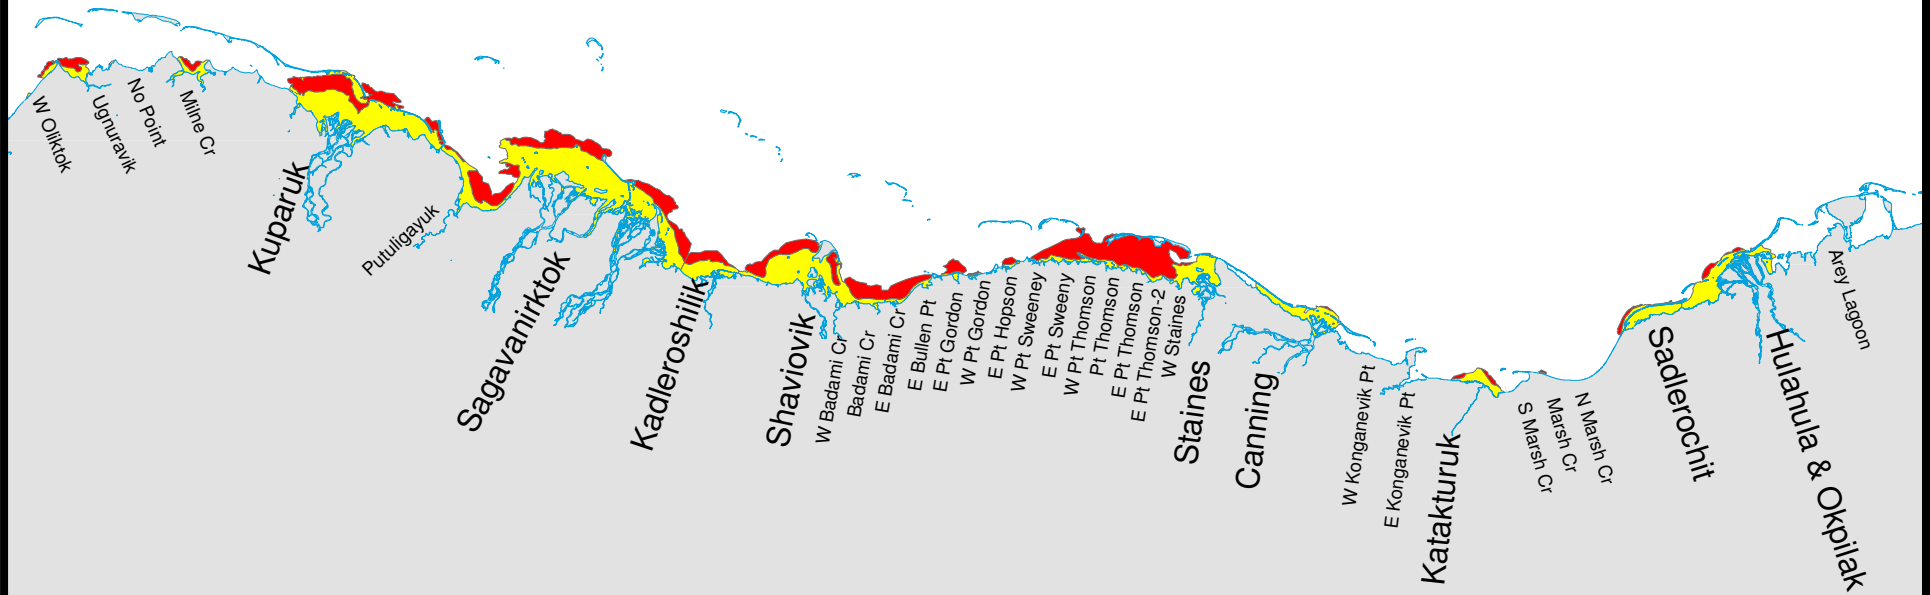 W Oliktok
Ugnuravik
No Point
Milne Cr
Kuparuk
Putuligayuk
Sagavanirktok
Kadleroshilik
Shaviovik
W Badami Cr
Badami Cr
E Badami Cr
E Bullen Pt
E Pt Gordon
W Pt Gordon
E Pt Hopson
W Pt Sweeney
E Pt Sweeny
W Pt Thomson
Pt Thomson
E Pt Thomson
E Pt Thomson-2
W Staines
Staines
Canning
W Konganevik Pt
E Konganevik Pt
Katakturuk
S Marsh Cr
Marsh Cr
N Marsh Cr
Sadlerochit
Hulahula & Okpilak
Arey Lagoon